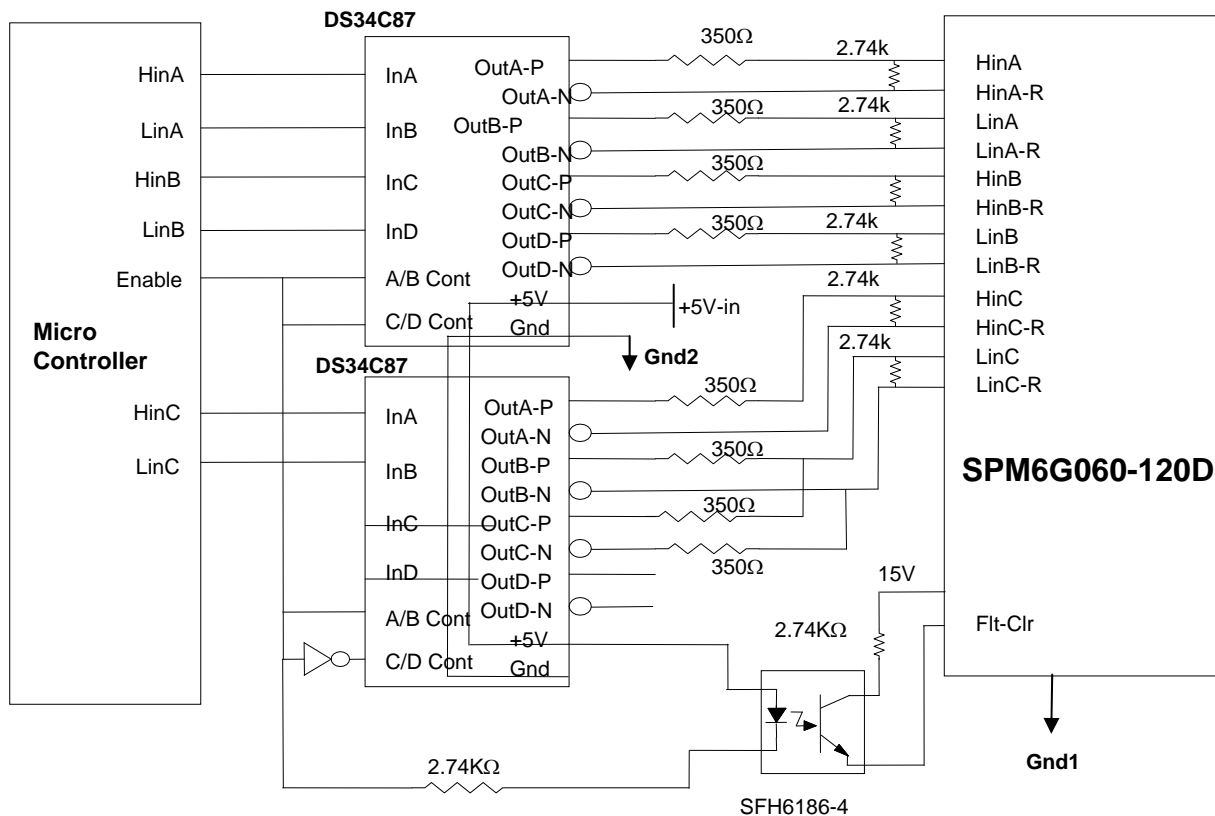 DS34C87
Micro
Controller
HinA
LinA
HinB
LinB
Enable
HinC
LinC
InA
InB
InC
InD
A/B Cont
C/D Cont
OutA-P
OutA-N
OutB-P
OutB-N
OutC-P
OutC-N
OutD-P
OutD-N
+5V
Gnd
350Ω
350Ω
350Ω
350Ω
2.74k
2.74k
2.74k
2.74k
2.74k
+5V-in
Gnd2
DS34C87
InA
InB
InC
InD
A/B Cont
C/D Cont
OutA-P
OutA-N
OutB-P
OutB-N
OutC-P
OutC-N
OutD-P
OutD-N
+5V
Gnd
350Ω
350Ω
350Ω
350Ω
HinA
HinA-R
LinA
LinA-R
HinB
HinB-R
LinB
LinB-R
HinC
HinC-R
LinC
LinC-R
SPM6G060-120D
Flt-Clr
15V
2.74KΩ
Gnd1
2.74KΩ
SFH6186-4